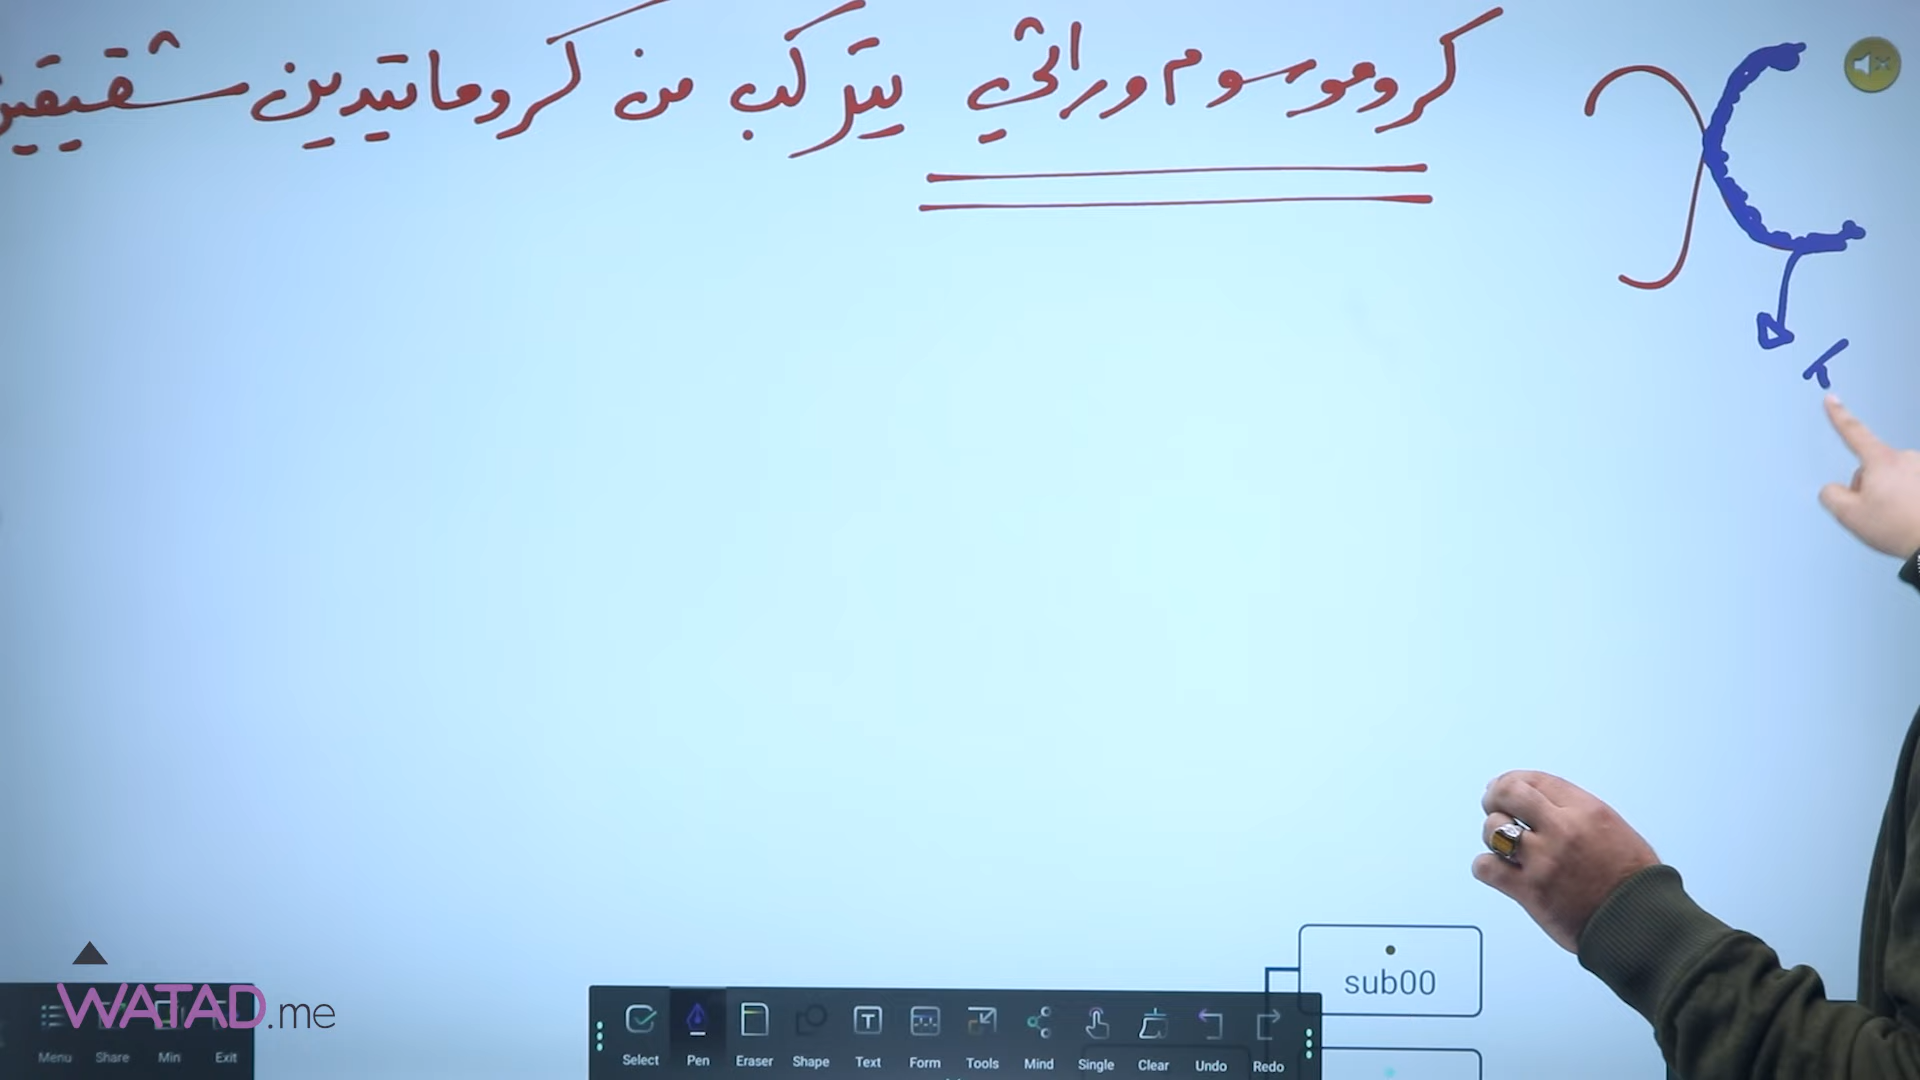 كروموسوم وراثي يتركب من كروماتيدين شقيقين
sub00
WATAD.me
Menu Share Min Exit
Select Pen Eraser Shape Text Form Tools Mind Single Clear Undo Redo